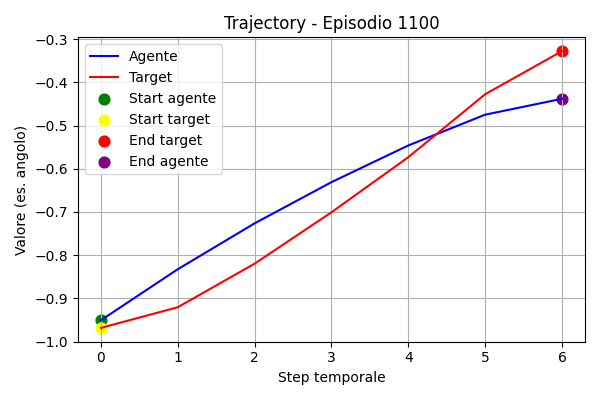 Trajectory - Episodio 1100
Agente
Target
Start agente
Start target
End target
End agente
Valore (es. angolo)
−0.3
−0.4
−0.5
−0.6
−0.7
−0.8
−0.9
−1.0
0 1 2 3 4 5 6
Step temporale